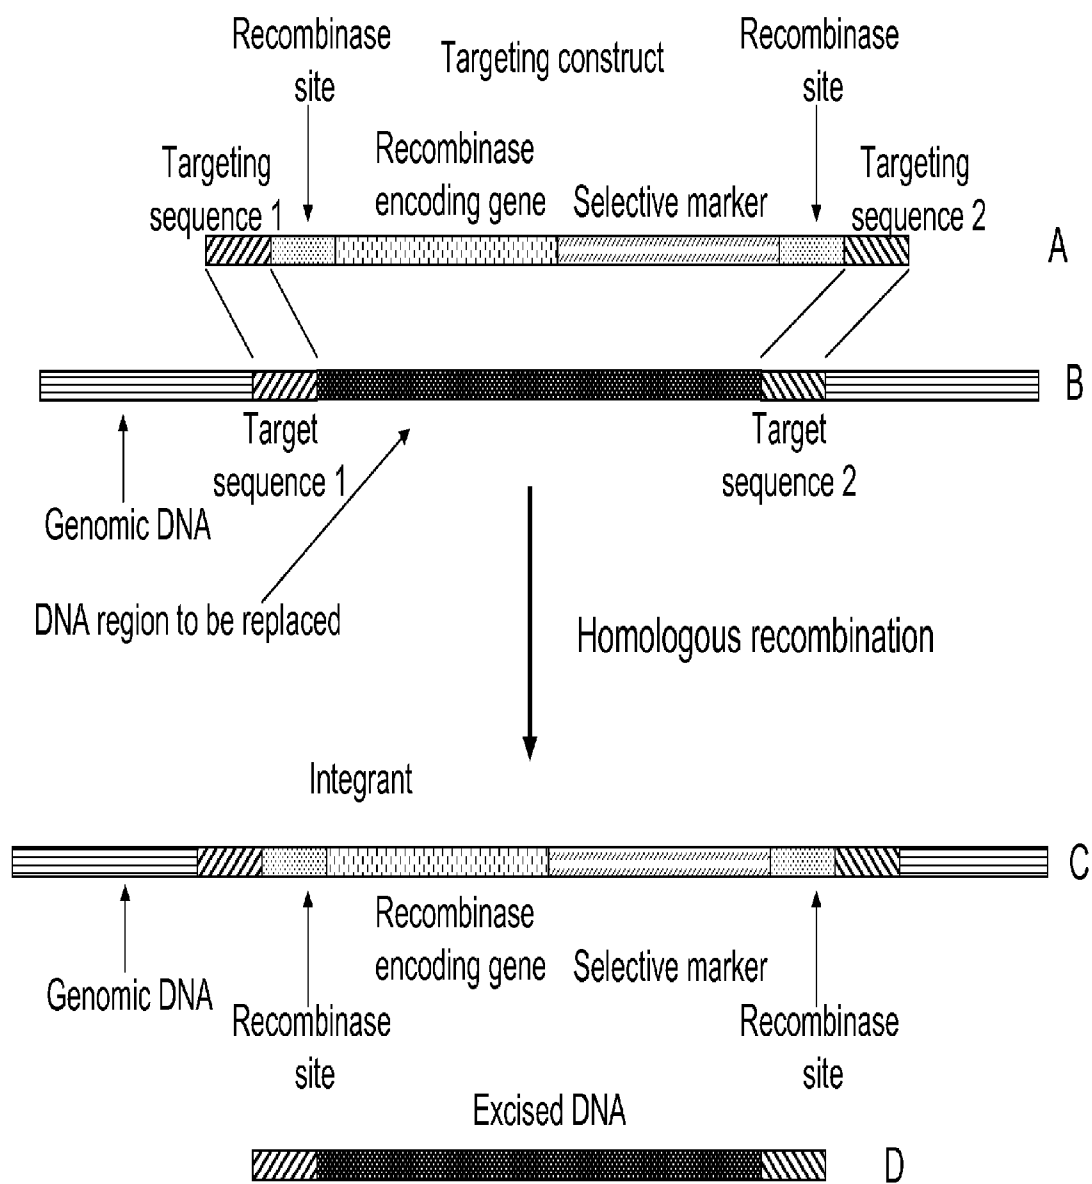 Recombinase
site
Targeting construct
Recombinase
site
Targeting
sequence 1
Recombinase
encoding gene
Selective marker
Targeting
sequence 2
A
B
Target
sequence 1
Target
sequence 2
Genomic DNA
DNA region to be replaced
Homologous recombination
Integrant
C
Genomic DNA
Recombinase
site
Recombinase
encoding gene
Selective marker
Recombinase
site
Excised DNA
D